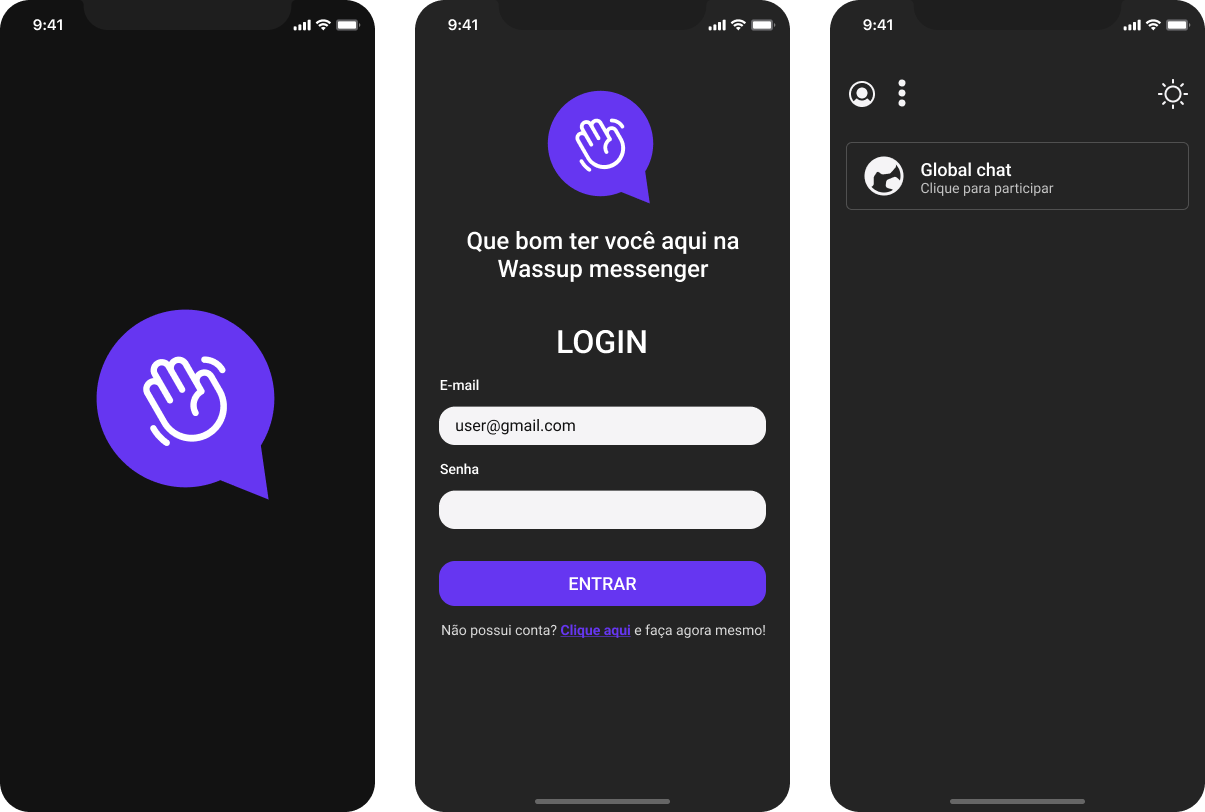 9:41
9:41
Que bom ter você aqui na
Wassup messenger
LOGIN
E-mail
user@gmail.com
Senha
ENTRAR
Não possui conta? Clique aqui e faça agora mesmo!
9:41
Global chat
Clique para participar